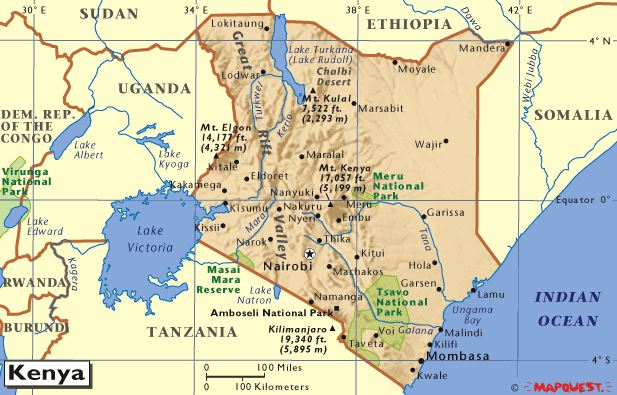 30°E
34°E
38°E
42°E
SUDAN
ETHIOPIA
Dawa
Lokitaung
Great
Mandera
4°N
4°N
Lake Turkana
(Lake Rudolf)
Moyale
Webi Jubba
Lodwar
Chalbi
Desert
UGANDA
Turkwel
Mt. Kulal
7,522 ft.
(2,293 m)
Marsabit
SOMALIA
DEM. REP.
OF THE
CONGO
Kerio
Mt. Elgon
14,177 ft.
(4,321 m)
Rift
Wajir
Lake
Albert
Lake
Kyoga
Kitale
Maralal
Mt. Kenya
17,057 ft.
(5,199 m)
Virunga
National
Park
Eldoret
Meru
National
Park
Kakamega
Nanyuki
Equator 0°
0°
Kisumu
Nakuru
Meru
Lake
Edward
Lake
Victoria
Kissii
Mara
Nyeri
Embu
Garissa
Tana
Narok
Valley
Thika
Kagera
Nairobi
Kitui
RWANDA
Masai
Mara
Reserve
Machakos
Hola
Lake
Natron
Tsavo
National
Park
Garsen
Lamu
INDIAN
OCEAN
Namanga
Ungama
Bay
BURUNDI
TANZANIA
Amboseli National Park
Kilimanjaro
19,340 ft.
(5,895 m)
Voi
Galana
Malindi
Taveta
Kilifi
Mombasa
4°S
4°S
Kenya
0
100 Miles
0
100 Kilometers
Kwale
© MAPQUEST